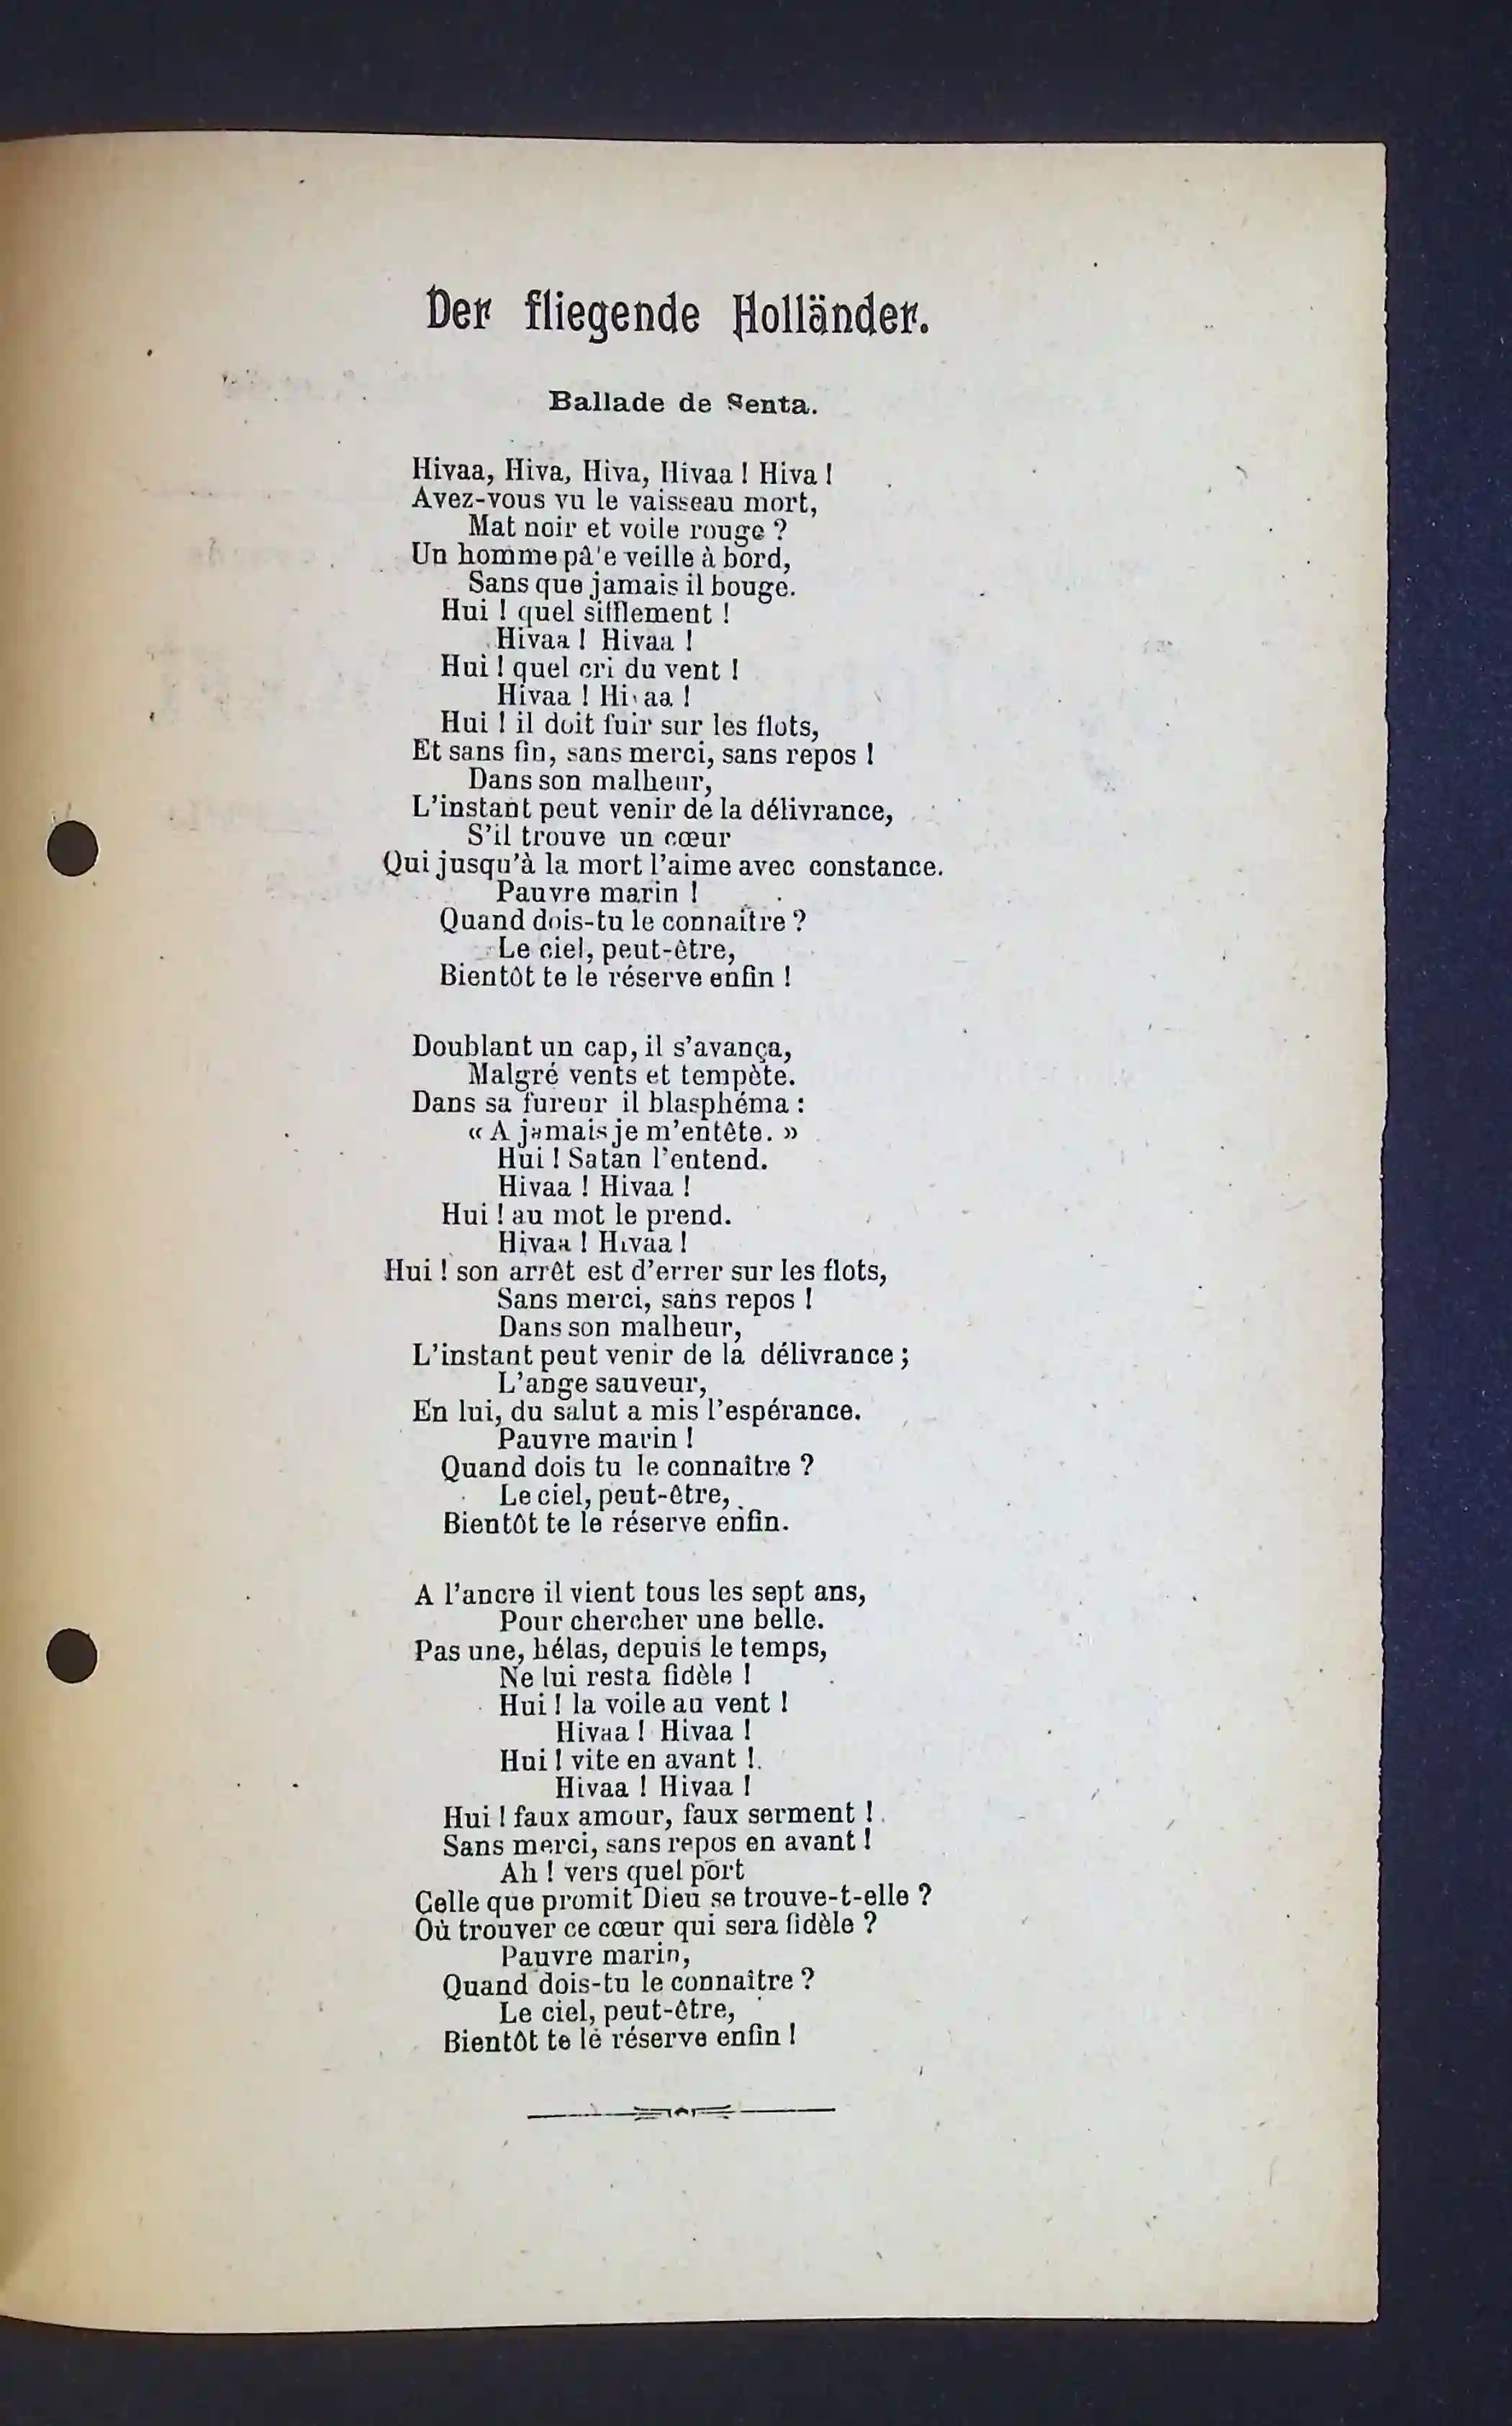 Der fliegende Holländer.
Ballade de Senta.
Hivaa, Hiva, Hiva, Hivaa ! Hiva !
Avez-vous vu le vaisseau mort,
Mat noir et voile rouge ?
Un homme pâ'e veille à bord,
Sans que jamais il bouge.
Hui ! quel sifflement !
Hivaa ! Hivaa !
Hui ! quel cri du vent !
Hivaa ! Hivaa !
Hui ! il doit fuir sur les flots,
Et sans fin, sans merci, sans repos !
Dans son malheur,
L'instant peut venir de la délivrance,
S'il trouve un cœur
Qui jusqu'à la mort l'aime avec constance.
Pauvre marin !
Quand dois-tu le connaître ?
Le ciel, peut-être,
Bientôt te le réserve enfin !
Doublant un cap, il s'avança,
Malgré vents et tempète.
Dans sa fureur il blasphéma :
« A jamais je m'entête. »
Hui ! Satan l'entend.
Hivaa ! Hivaa !
Hui ! au mot le prend.
Hivaa ! Hivaa !
Hui ! son arrêt est d'errer sur les flots,
Sans merci, sans repos !
Dans son malheur,
L'instant peut venir de la délivrance ;
L'ange sauveur,
En lui, du salut a mis l'espérance.
Pauvre marin !
Quand dois tu le connaître ?
Le ciel, peut-être,
Bientôt te le réserve enfin.
A l'ancre il vient tous les sept ans,
Pour chercher une belle.
Pas une, hélas, depuis le temps,
Ne lui resta fidèle !
Hui ! la voile au vent !
Hivaa ! Hivaa !
Hui ! vite en avant !
Hivaa ! Hivaa !
Hui ! faux amour, faux serment !
Sans merci, sans repos en avant !
Ah ! vers quel port
Celle que promit Dieu se trouve-t-elle ?
Où trouver ce cœur qui sera fidèle ?
Pauvre marin,
Quand dois-tu le connaître ?
Le ciel, peut-être,
Bientôt te le réserve enfin !